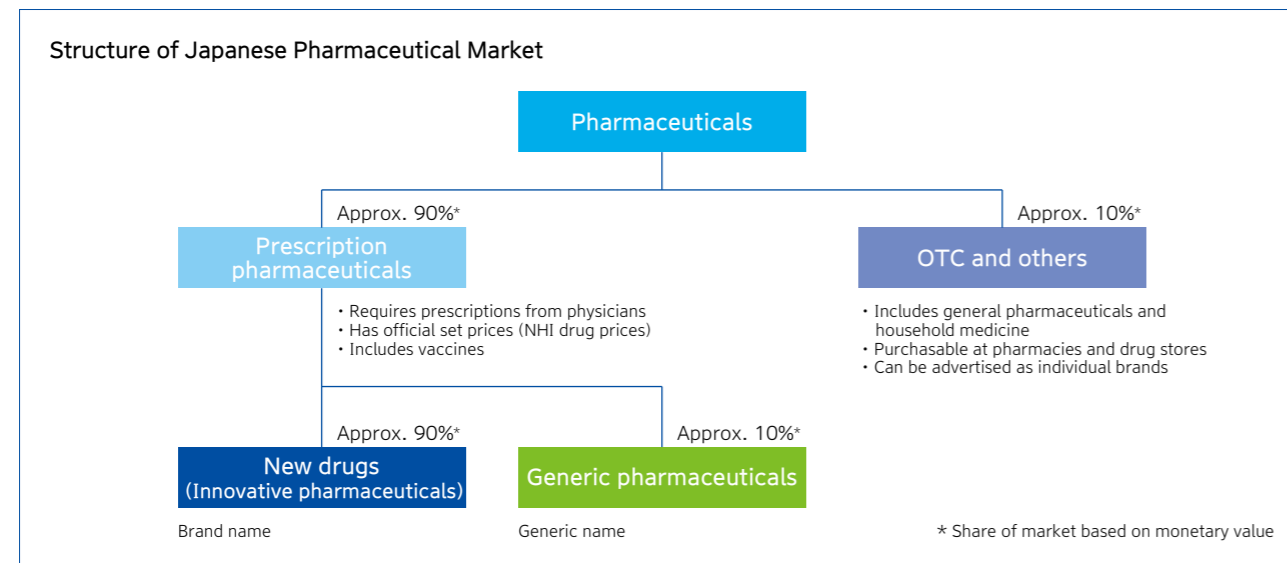 Structure of Japanese Pharmaceutical Market
Pharmaceuticals
Approx. 90%*
Prescription
pharmaceuticals
・Requires prescriptions from physicians
・Has official set prices (NHI drug prices)
・Includes vaccines
Approx. 10%*
OTC and others
・Includes general pharmaceuticals and
household medicine
・Purchasable at pharmacies and drug stores
・Can be advertised as individual brands
Approx. 90%*
New drugs
(Innovative pharmaceuticals)
Brand name
Approx. 10%*
Generic pharmaceuticals
Generic name
* Share of market based on monetary value